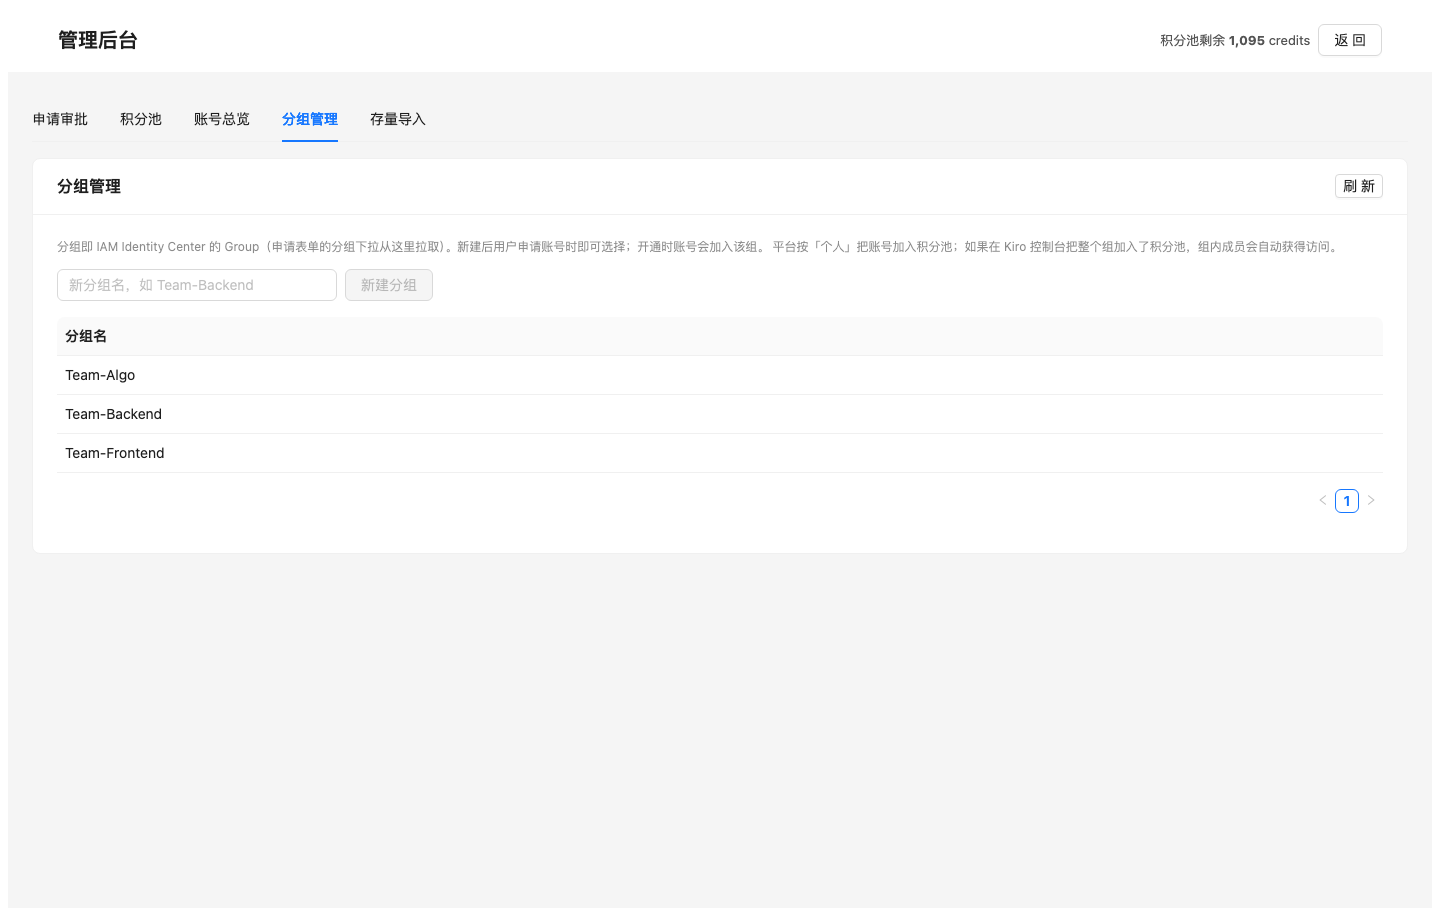 管理后台
积分池剩余 1,095 credits 返 回
申请审批 积分池 账号总览 分组管理 存量导入
分组管理 刷 新
分组即 IAM Identity Center 的 Group（申请表单的分组下拉从这里拉取）。新建后用户申请账号时即可选择；开通时账号会加入该组。 平台按「个人」把账号加入积分池；如果在 Kiro 控制台把整个组加入了积分池，组内成员会自动获得访问。
新分组名，如 Team-Backend 新建分组
分组名
Team-Algo
Team-Backend
Team-Frontend
1